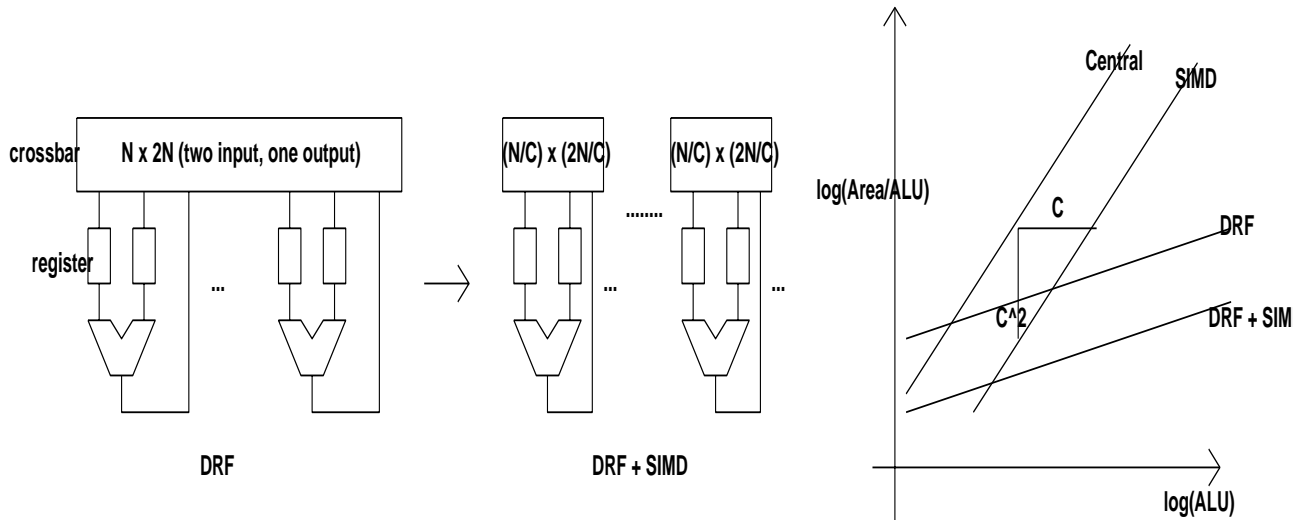 crossbar
N x 2N (two input, one output)
(N/C) x (2N/C)
(N/C) x (2N/C)
........
register
...
...
...
DRF
DRF + SIMD
log(Area/ALU)
Central
SIMD
C
DRF
C^2
DRF + SIM
log(ALU)